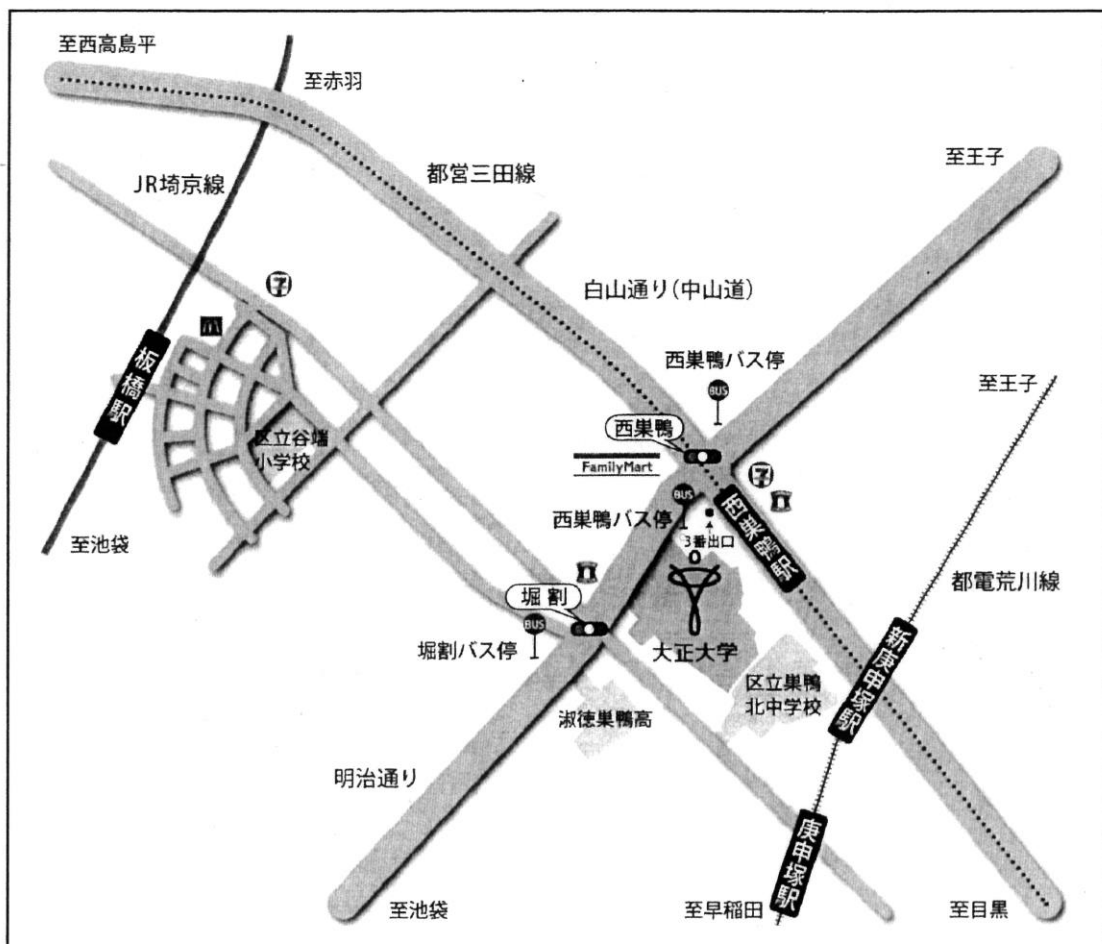 至西高島平
至赤羽
JR埼京線
都営三田線
至王子
白山通り(中山道)
板橋駅
西巣鴨バス停
BUS
至王子
西巣鴨
FamilyMart
区立谷端
小学校
BUS
西巣鴨バス停
3番出口
西巣鴨駅
至池袋
都電荒川線
堀割
BUS
堀割バス停
大正大学
新庚申塚駅
区立巣鴨
北中学校
淑徳巣鴨高
明治通り
庚申塚駅
至池袋
至早稲田
至目黒